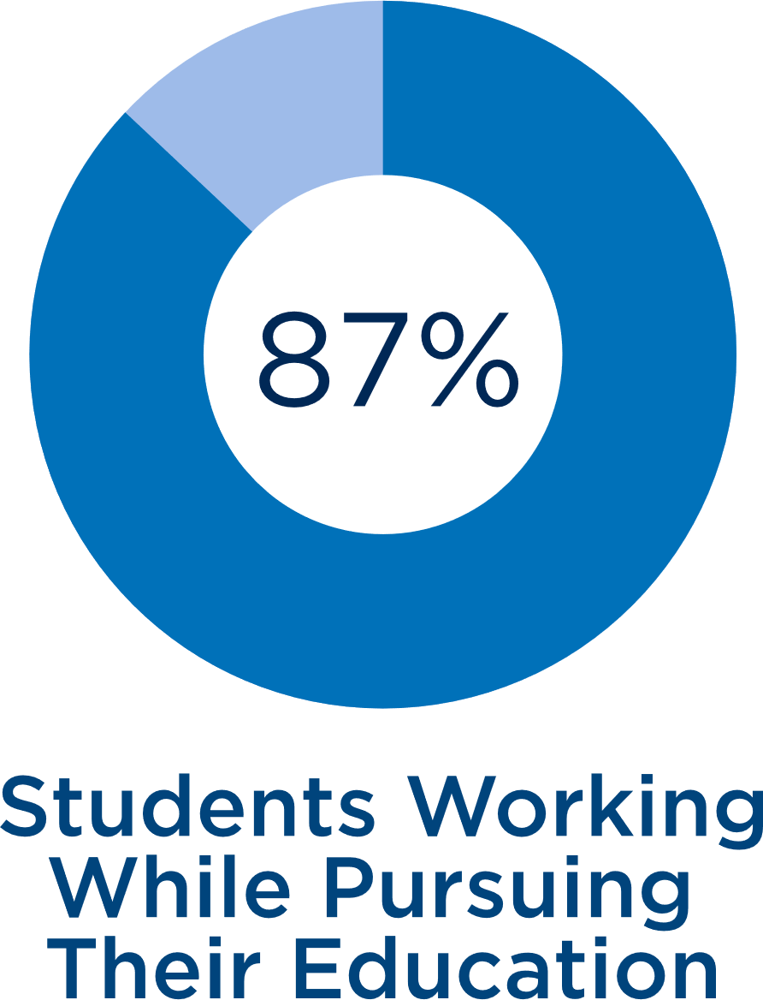 87%
Students Working
While Pursuing
Their Education